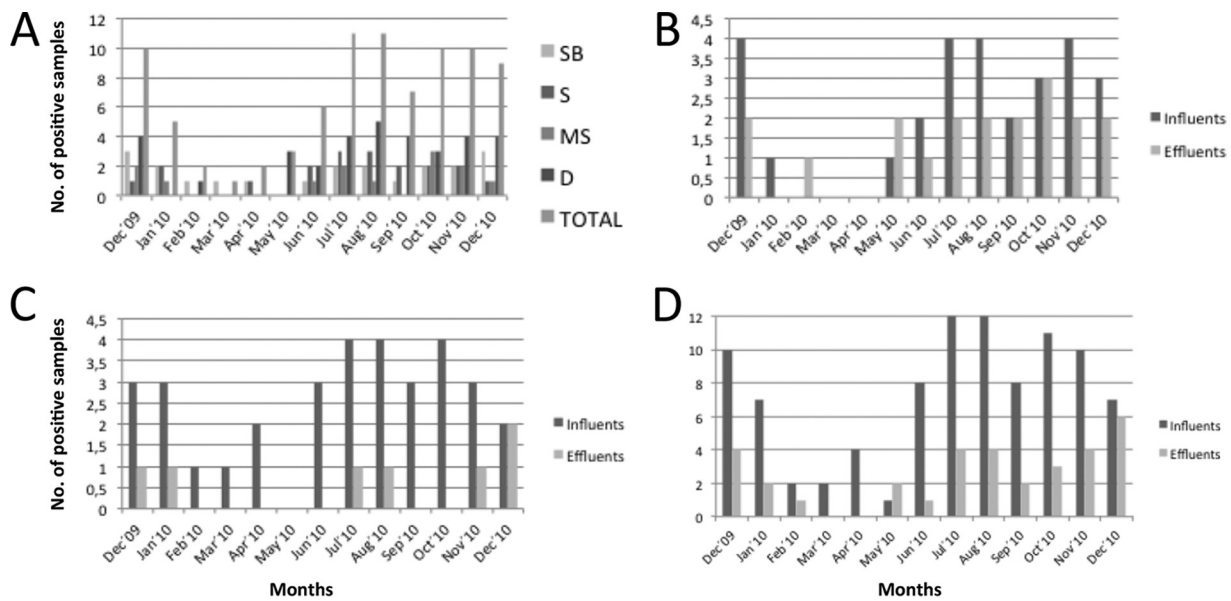 A
No. of positive samples
12
10
8
6
4
2
0
Dec´09 Jan´10 Feb´10 Mar´10 Apr´10 May´10 Jun´10 Jul´10 Aug´10 Sep´10 Oct´10 Nov´10 Dec´10
SB
S
MS
D
TOTAL
B
4,5
4
3,5
3
2,5
2
1,5
1
0,5
0
Dec´09 Jan´10 Feb´10 Mar´10 Apr´10 May´10 Jun´10 Jul´10 Aug´10 Sep´10 Oct´10 Nov´10 Dec´10
Influents
Effluents
C
No. of positive samples
4,5
4
3,5
3
2,5
2
1,5
1
0,5
0
Dec´09 Jan´10 Feb´10 Mar´10 Apr´10 May´10 Jun´10 Jul´10 Aug´10 Sep´10 Oct´10 Nov´10 Dec´10
Months
Influents
Effluents
D
12
10
8
6
4
2
0
Dec´09 Jan´10 Feb´10 Mar´10 Apr´10 May´10 Jun´10 Jul´10 Aug´10 Sep´10 Oct´10 Nov´10 Dec´10
Months
Influents
Effluents